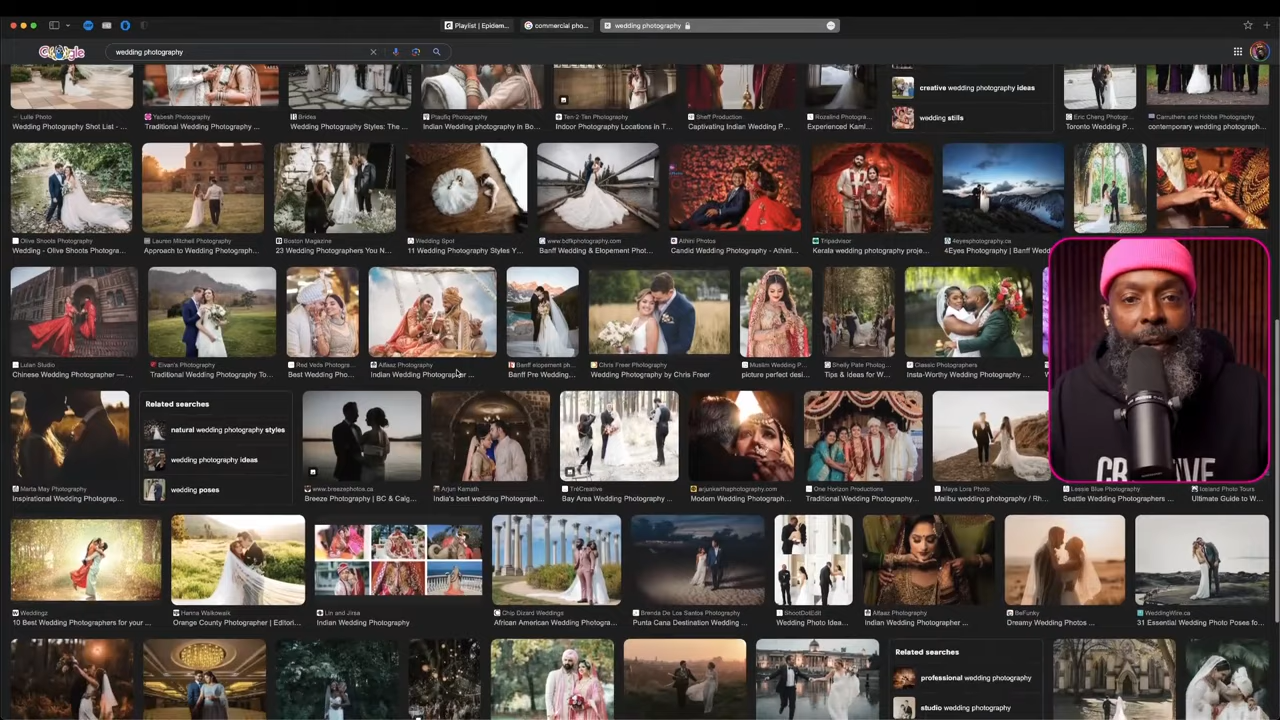 Playlist | Epidem...
commercial pho...
wedding photography
Google
wedding photography
creative wedding photography ideas
wedding stills
Lulle Photo
Wedding Photography Shot List - ...
Yabesh Photography
Traditional Wedding Photography ...
Brides
Wedding Photography Styles: The ...
Ptaufiq Photography
Indian Wedding photography in Bo...
Ten·2·Ten Photography
Indoor Photography Locations in T...
Sheff Production
Captivating Indian Wedding P...
Rosalind Photogra...
Experienced Kaml...
Eric Cheng Photogr...
Toronto Wedding P...
Carruthers and Hobbs Photography
contemporary wedding photograph...
Olive Shoots Photography
Wedding - Olive Shoots Photogra...
Lauren Mitchell Photography
Approach to Wedding Photography...
Boston Magazine
23 Wedding Photographers You N...
Wedding Spot
11 Wedding Photography Styles Y...
www.bdfkphotography.com
Banff Wedding & Elopement Phot...
Athini Photos
Candid Wedding Photography - Athini...
Tripadvisor
Kerala wedding photography proje...
4eyesphotography.ca
4Eyes Photography | Banff Wedd
Lulan Studio
Chinese Wedding Photographer — ...
Eivan's Photography
Traditional Wedding Photography To...
Red Veds Photogra...
Best Wedding Pho...
Alfaaz Photography
Indian Wedding Photographer ...
Banff elopement ph...
Banff Pre Wedding...
Chris Freer Photography
Wedding Photography by Chris Freer
Muslim Wedding P...
picture perfect desi...
Shelly Pate Photog...
Tips & Ideas for W...
Classic Photographers
Insta-Worthy Wedding Photography...
Related searches
natural wedding photography styles
wedding photography ideas
wedding poses
Marta May Photography
Inspirational Wedding Photograp...
www.breezephotos.ca
Breeze Photography | BC & Calg...
Arjun Kamath
India's best wedding Photogr...
TréCreative
Bay Area Wedding Photography ...
arjunkarthaphotography.com
Modern Wedding Photograp...
One Horizon Productions
Traditional Wedding Photography ...
Maya Lora Photo
Malibu wedding photography / Rh...
Lassie Blue Photography
Seattle Wedding Photographers ...
Iceland Photo Tours
Ultimate Guide to W...
CREATIVE
Weddingz
10 Best Wedding Photographers for your ...
Hanna Walkowaik
Orange County Photographer | Editori...
Lin and Jirsa
Indian Wedding Photography
Chip Dizard Weddings
African American Wedding Photogra...
Brenda De Los Santos Photography
Punta Cana Destination Wedding ...
ShootDotEdit
Wedding Photo Idea...
Alfaaz Photography
Indian Wedding Photographer ...
BeFunky
Dreamy Wedding Photos ...
WeddingWire.ca
31 Essential Wedding Photo Poses fo...
Related searches
professional wedding photography
studio wedding photography